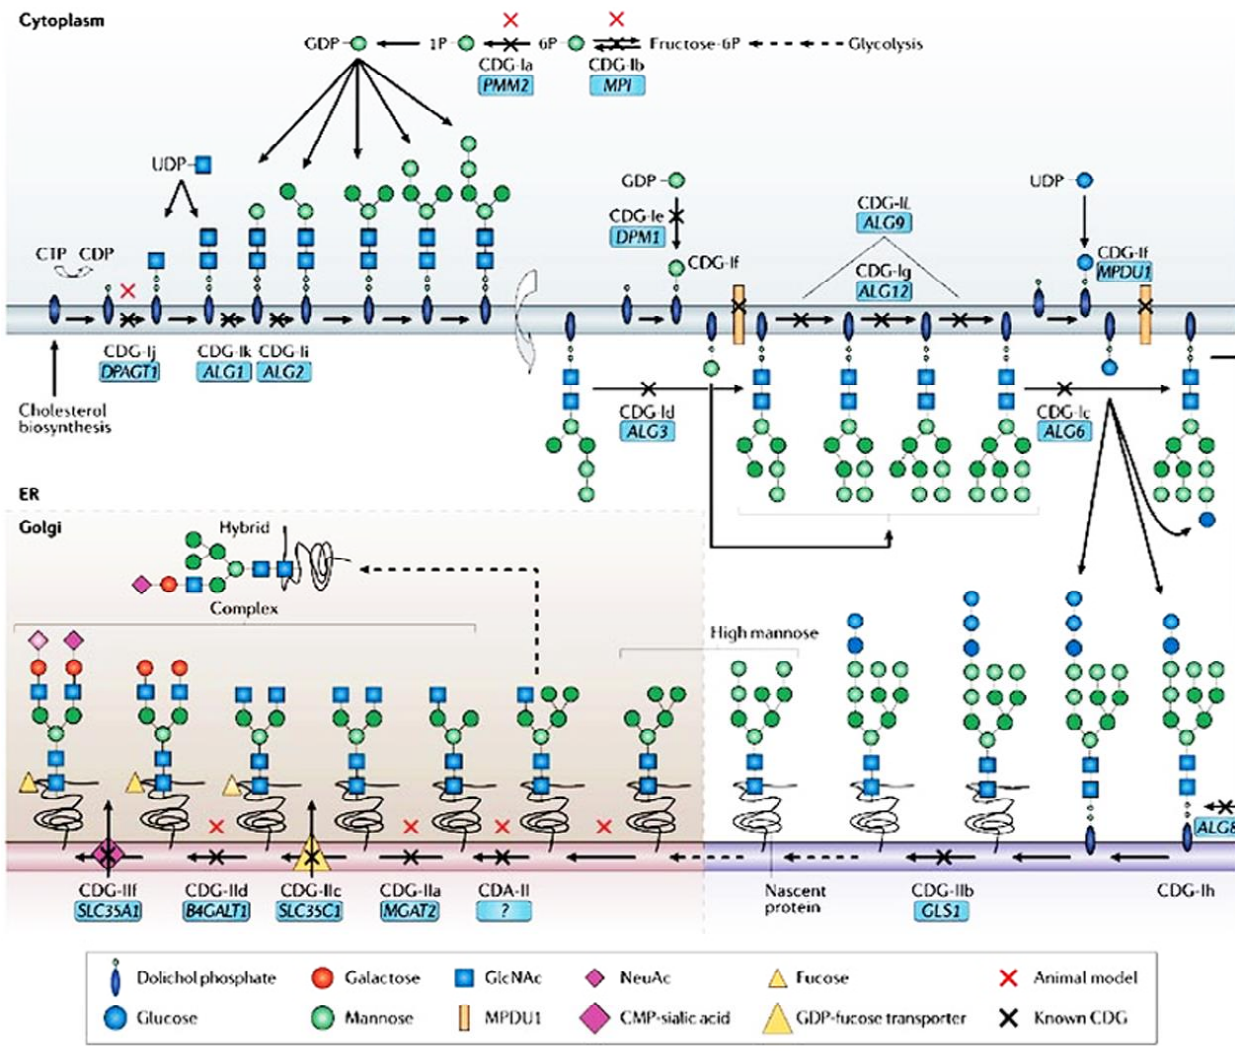 Cytoplasm
GDP
1P
6P
Fructose-6P
Glycolysis
CDG-Ia
PMM2
CDG-Ib
MPI
UDP
GDP
UDP
CDG-Ie
DPM1
CDG-IL
ALG9
CTP
CDP
CDG-If
CDG-Ig
ALG12
CDG-If
MPDU1
CDG-Ij
DPAGT1
CDG-Ik
ALG1
CDG-Ii
ALG2
Cholesterol
biosynthesis
CDG-Id
ALG3
CDG-Ic
ALG6
ER
Golgi
Hybrid
Complex
High mannose
ALG8
CDG-IIf
SLC35A1
CDG-IId
B4GALT1
CDG-IIc
SLC35C1
CDG-IIa
MGAT2
CDA-II
?
Nascent
protein
CDG-IIb
GLS1
CDG-Ih
Dolichol phosphate
Galactose
GlcNAc
NeuAc
Fucose
Animal model
Glucose
Mannose
MPDU1
CMP-sialic acid
GDP-fucose transporter
Known CDG